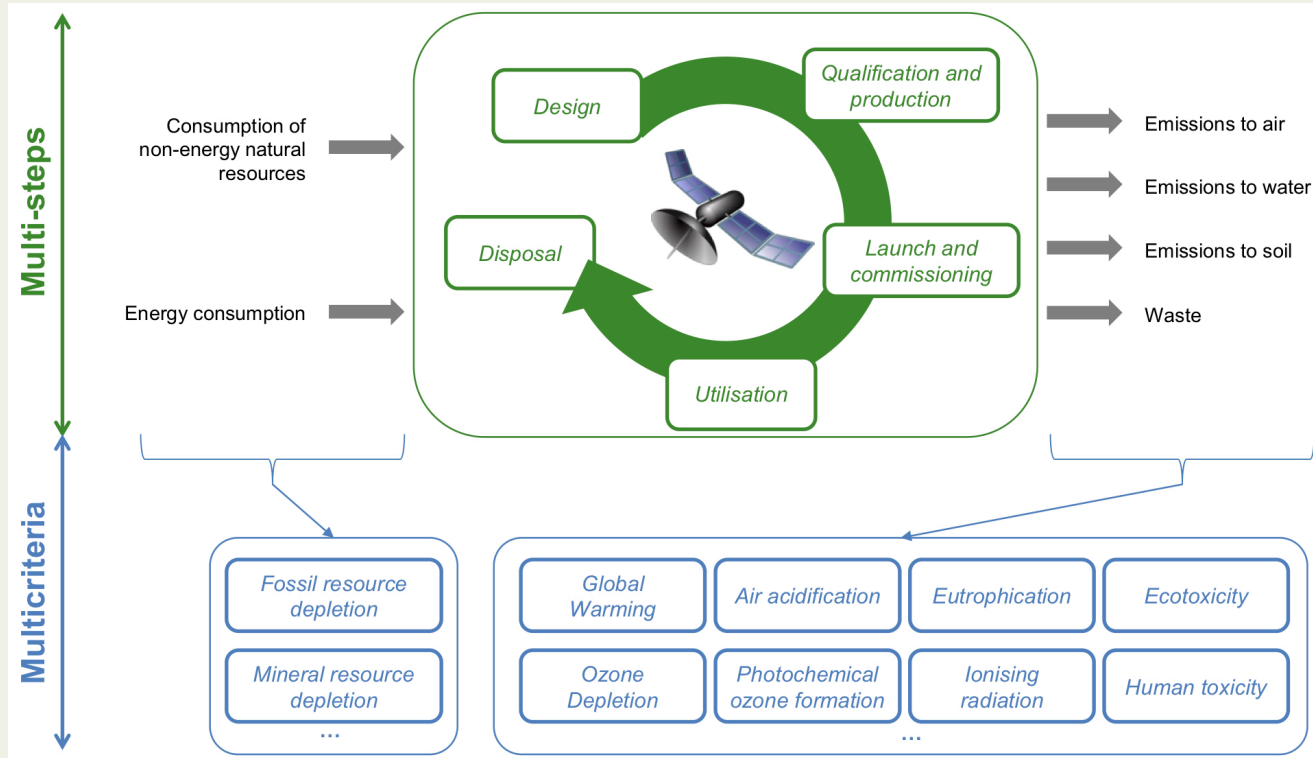 Multi-steps
Consumption of
non-energy natural
resources
Energy consumption
Design
Qualification and
production
Launch and
commissioning
Utilisation
Disposal
Emissions to air
Emissions to water
Emissions to soil
Waste
Multicriteria
Fossil resource
depletion
Mineral resource
depletion
...
Global
Warming
Air acidification
Eutrophication
Ecotoxicity
Ozone
Depletion
Photochemical
ozone formation
Ionising
radiation
Human toxicity
...